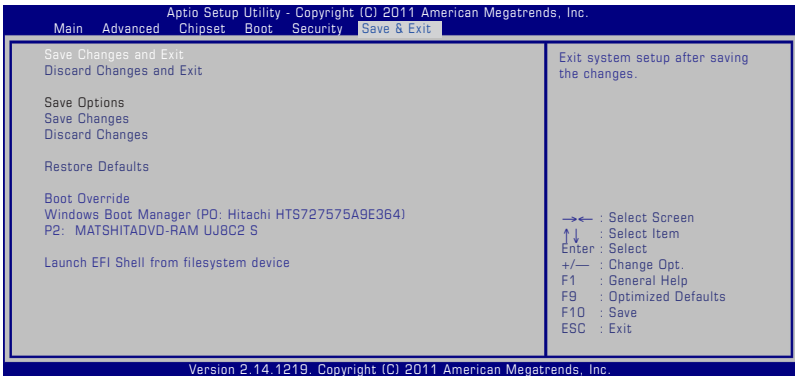 Aptio Setup Utility - Copyright (C) 2011 American Megatrends, Inc.
Main Advanced Chipset Boot Security Save & Exit
Save Changes and Exit
Discard Changes and Exit
Save Options
Save Changes
Discard Changes
Restore Defaults
Boot Override
Windows Boot Manager (P0: Hitachi HTS727575A9E364)
P2: MATSHITADVD-RAM UJ8C2 S
Launch EFI Shell from filesystem device
Exit system setup after saving
the changes.
→← : Select Screen
↑↓ : Select Item
Enter : Select
+/— : Change Opt.
F1 : General Help
F9 : Optimized Defaults
F10 : Save
ESC : Exit
Version 2.14.1219. Copyright (C) 2011 American Megatrends, Inc.